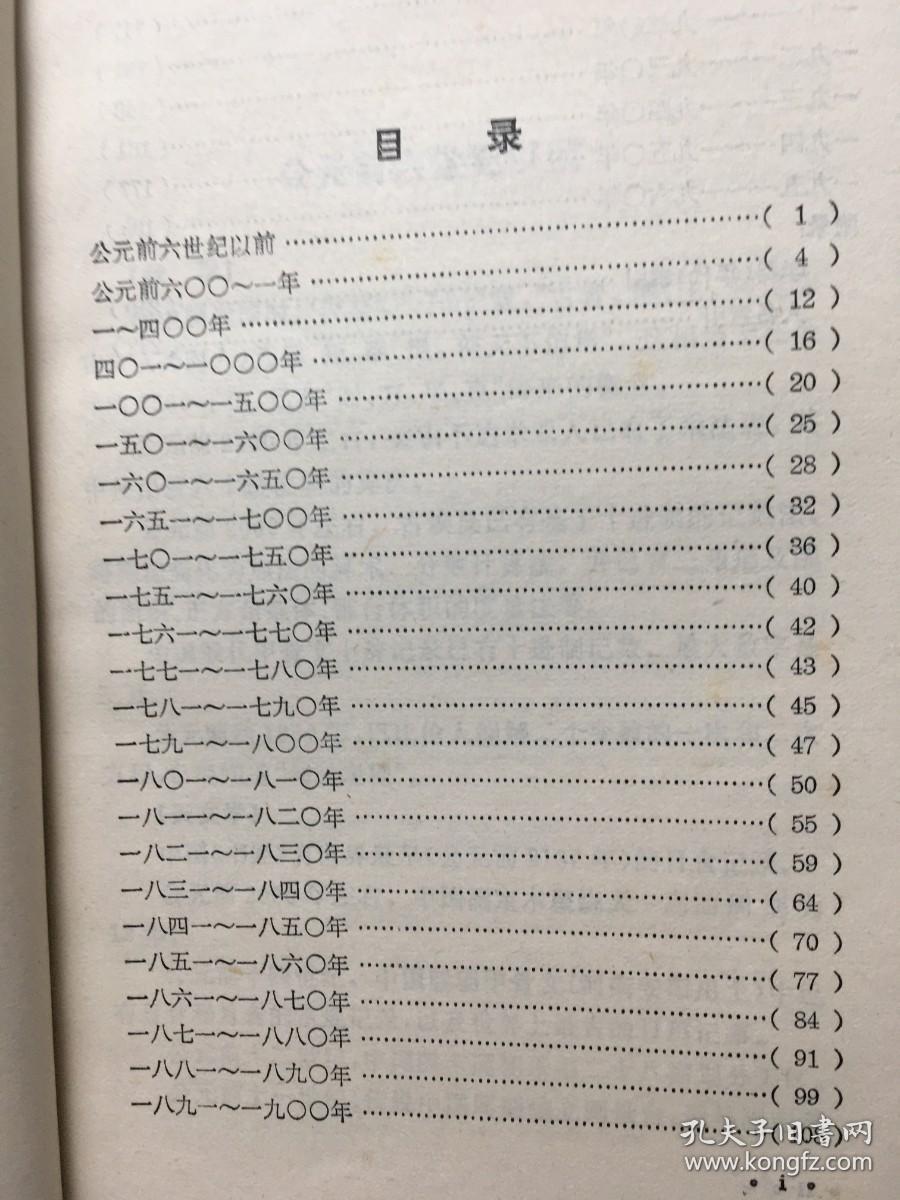 目 录
公元前六世纪以前……………………………………( 1 )
公元前六〇〇~一年……………………………………( 4 )
一~四〇〇年……………………………………( 12 )
四〇一~一〇〇〇年……………………………………( 16 )
一〇〇一~一五〇〇年……………………………………( 20 )
一五〇一~一六〇〇年……………………………………( 25 )
一六〇一~一六五〇年……………………………………( 28 )
一六五一~一七〇〇年……………………………………( 32 )
一七〇一~一七五〇年……………………………………( 36 )
一七五一~一七六〇年……………………………………( 40 )
一七六一~一七七〇年……………………………………( 42 )
一七七一~一七八〇年……………………………………( 43 )
一七八一~一七九〇年……………………………………( 45 )
一七九一~一八〇〇年……………………………………( 47 )
一八〇一~一八一〇年……………………………………( 50 )
一八一一~一八二〇年……………………………………( 55 )
一八二一~一八三〇年……………………………………( 59 )
一八三一~一八四〇年……………………………………( 64 )
一八四一~一八五〇年……………………………………( 70 )
一八五一~一八六〇年……………………………………( 77 )
一八六一~一八七〇年……………………………………( 84 )
一八七一~一八八〇年……………………………………( 91 )
一八八一~一八九〇年……………………………………( 99 )
一八九一~一九〇〇年……………………………………
孔夫子旧書网
www.kongfz.com
• i •